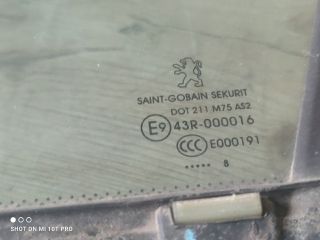 SAINT-GOBAIN SEKURIT
DOT 211 M75 AS2
E9 43R-000016
CCC E000191
..... 8
SHOT ON MI 10T PRO